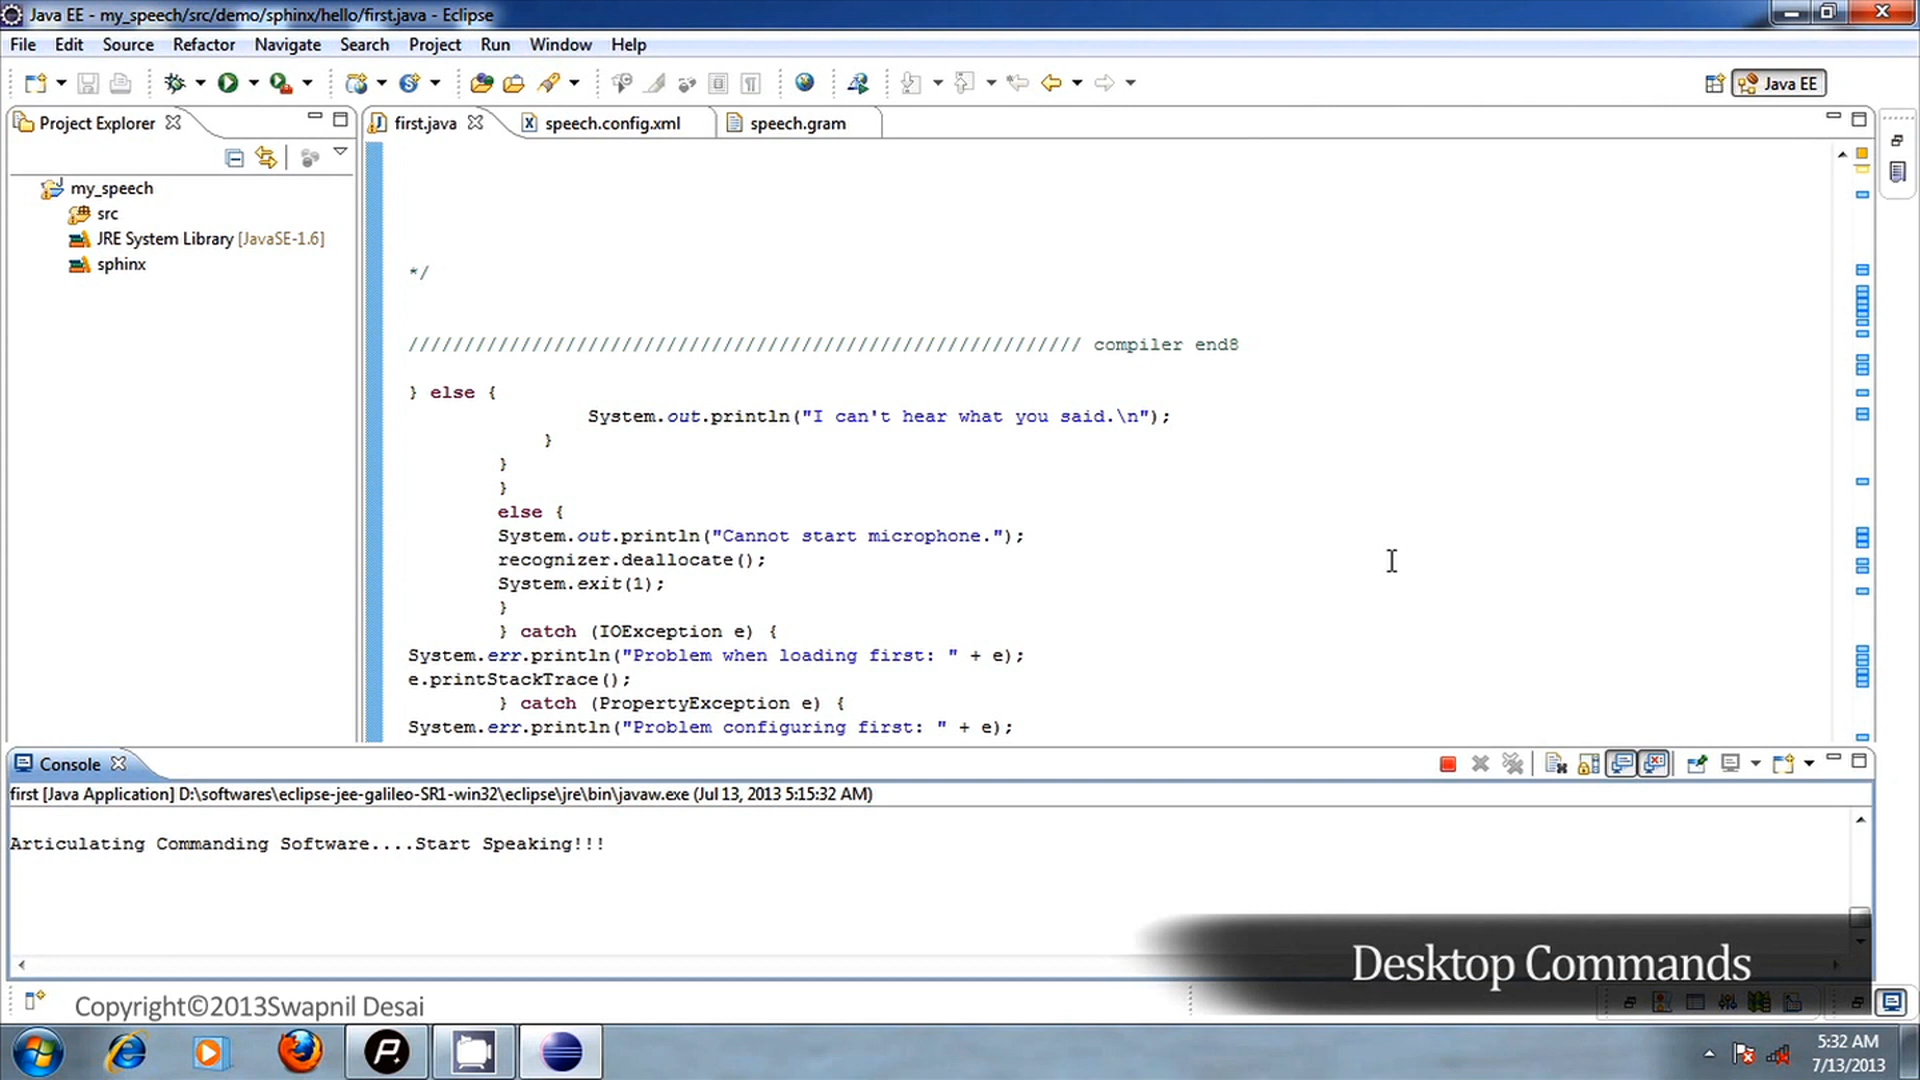 Java EE - my_speech/src/demo/sphinx/hello/first.java - Eclipse
File Edit Source Refactor Navigate Search Project Run Window Help
Java EE
Project Explorer
first.java
speech.config.xml
speech.gram
my_speech
src
JRE System Library [JavaSE-1.6]
sphinx
*/
//////////////////////////////////////////////////////////// compiler end8
} else {
System.out.println("I can't hear what you said.\n");
}
}
}
else {
System.out.println("Cannot start microphone.");
recognizer.deallocate();
System.exit(1);
}
} catch (IOException e) {
System.err.println("Problem when loading first: " + e);
e.printStackTrace();
} catch (PropertyException e) {
System.err.println("Problem configuring first: " + e);
Console
first [Java Application] D:\softwares\eclipse-jee-galileo-SR1-win32\eclipse\jre\bin\javaw.exe (Jul 13, 2013 5:15:32 AM)
Articulating Commanding Software....Start Speaking!!!
Desktop Commands
Copyright©2013Swapnil Desai
5:32 AM
7/13/2013